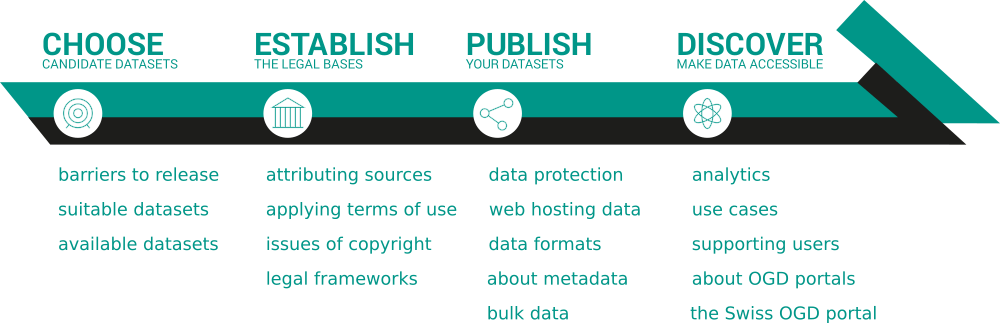 CHOOSE
CANDIDATE DATASETS
barriers to release
suitable datasets
available datasets
ESTABLISH
THE LEGAL BASES
attributing sources
applying terms of use
issues of copyright
legal frameworks
PUBLISH
YOUR DATASETS
data protection
web hosting data
data formats
about metadata
bulk data
DISCOVER
MAKE DATA ACCESSIBLE
analytics
use cases
supporting users
about OGD portals
the Swiss OGD portal